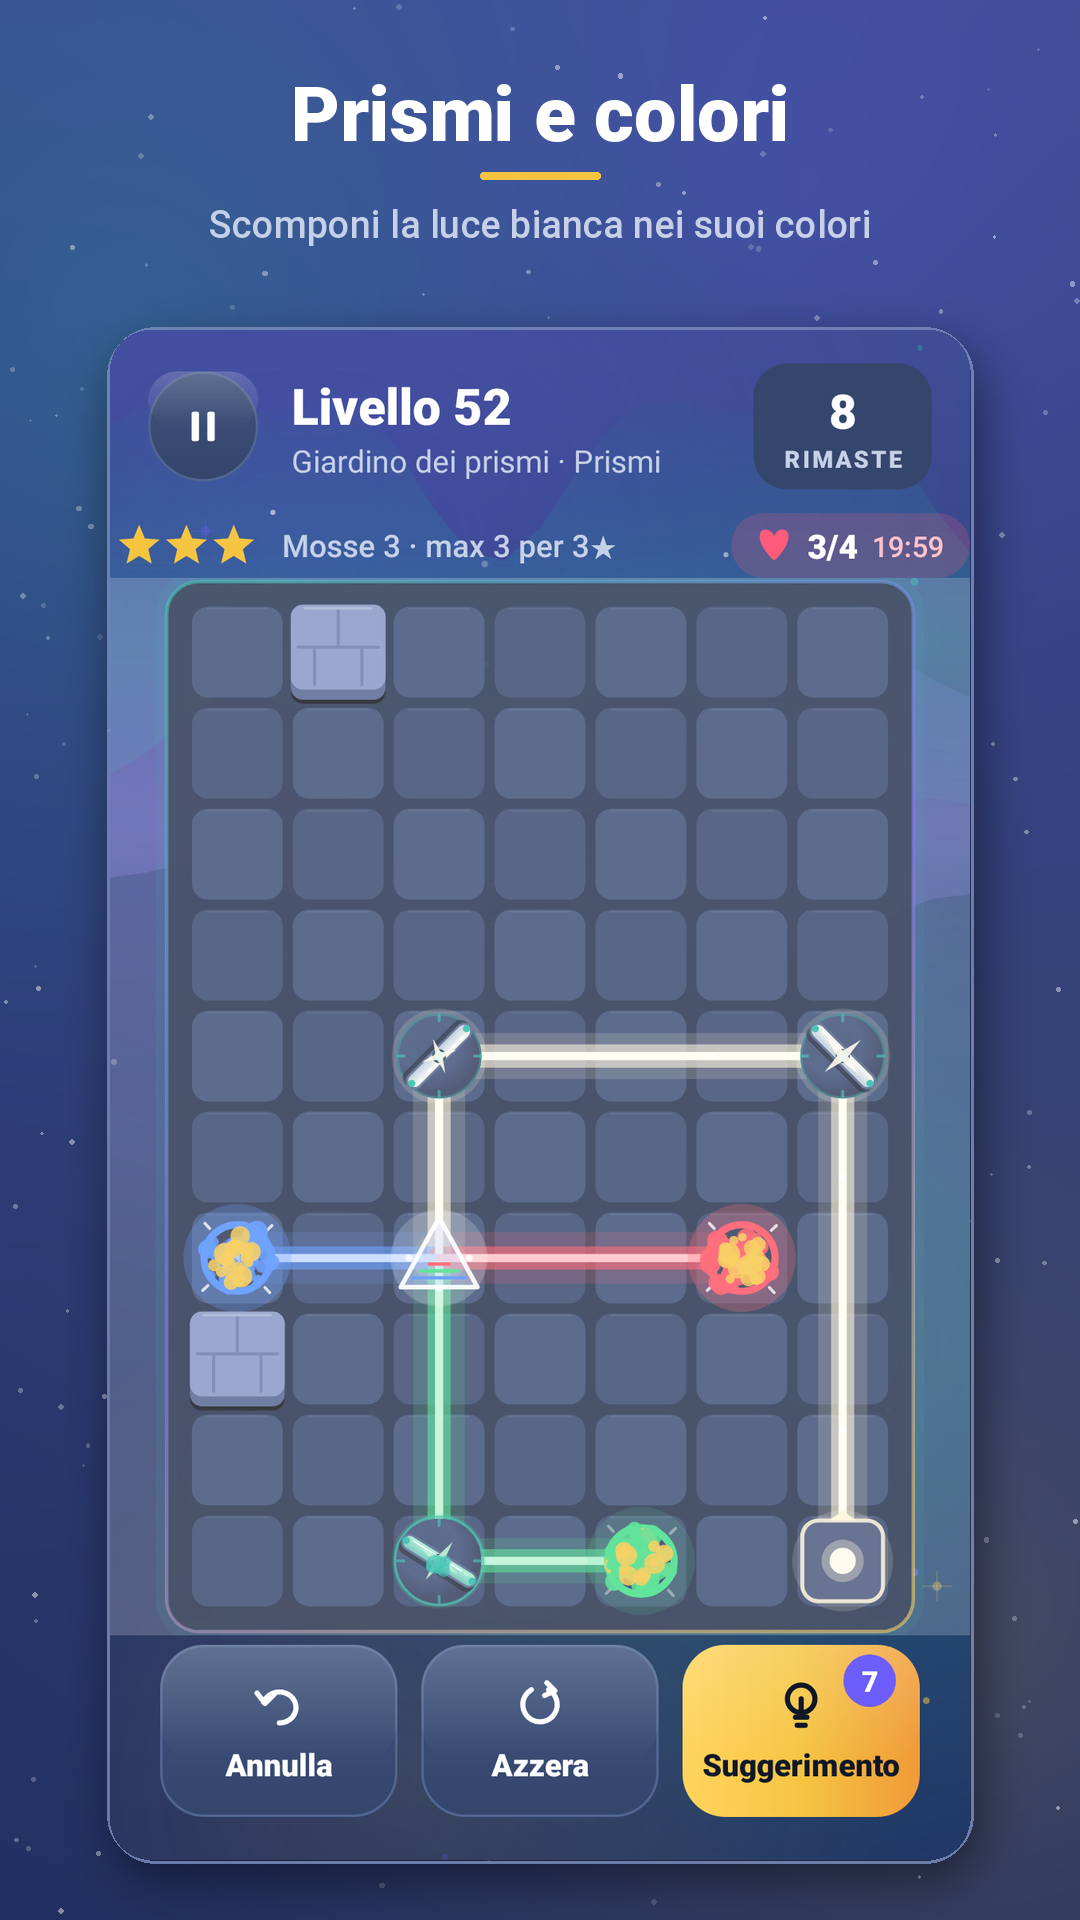 Prismi e colori
Scomponi la luce bianca nei suoi colori
Livello 52
Giardino dei prismi · Prismi
8
RIMASTE
Mosse 3 · max 3 per 3★
3/4 19:59
7
Annulla
Azzera
Suggerimento